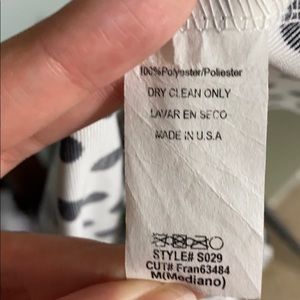 100%Polyester/Poliester
DRY CLEAN ONLY
LAVAR EN SECO
MADE IN U.S.A
STYLE# S029
CUT# Fran63484
M(Mediano)